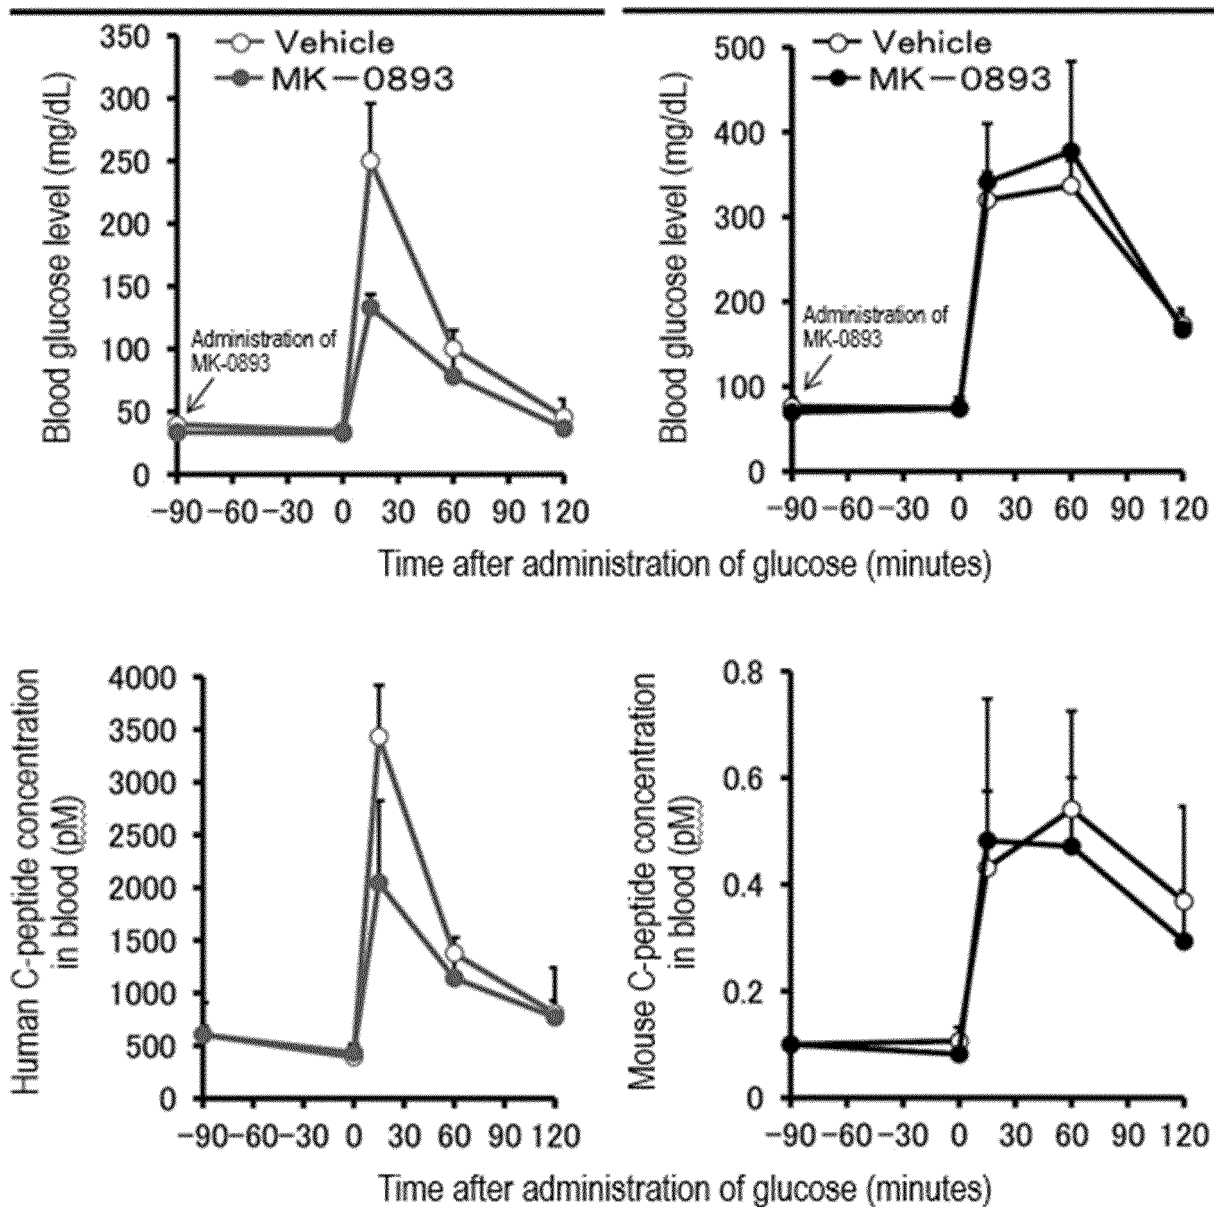 350
300
250
200
150
100
50
0
Blood glucose level (mg/dL)
Vehicle
MK-0893
Administration of
MK-0893
-90 -60 -30 0 30 60 90 120
500
400
300
200
100
0
Blood glucose level (mg/dL)
Vehicle
MK-0893
Administration of
MK-0893
-90 -60 -30 0 30 60 90 120
Time after administration of glucose (minutes)
4000
3500
3000
2500
2000
1500
1000
500
0
Human C-peptide concentration
in blood (pM)
-90 -60 -30 0 30 60 90 120
0.8
0.6
0.4
0.2
0
Mouse C-peptide concentration
in blood (pM)
-90 -60 -30 0 30 60 90 120
Time after administration of glucose (minutes)